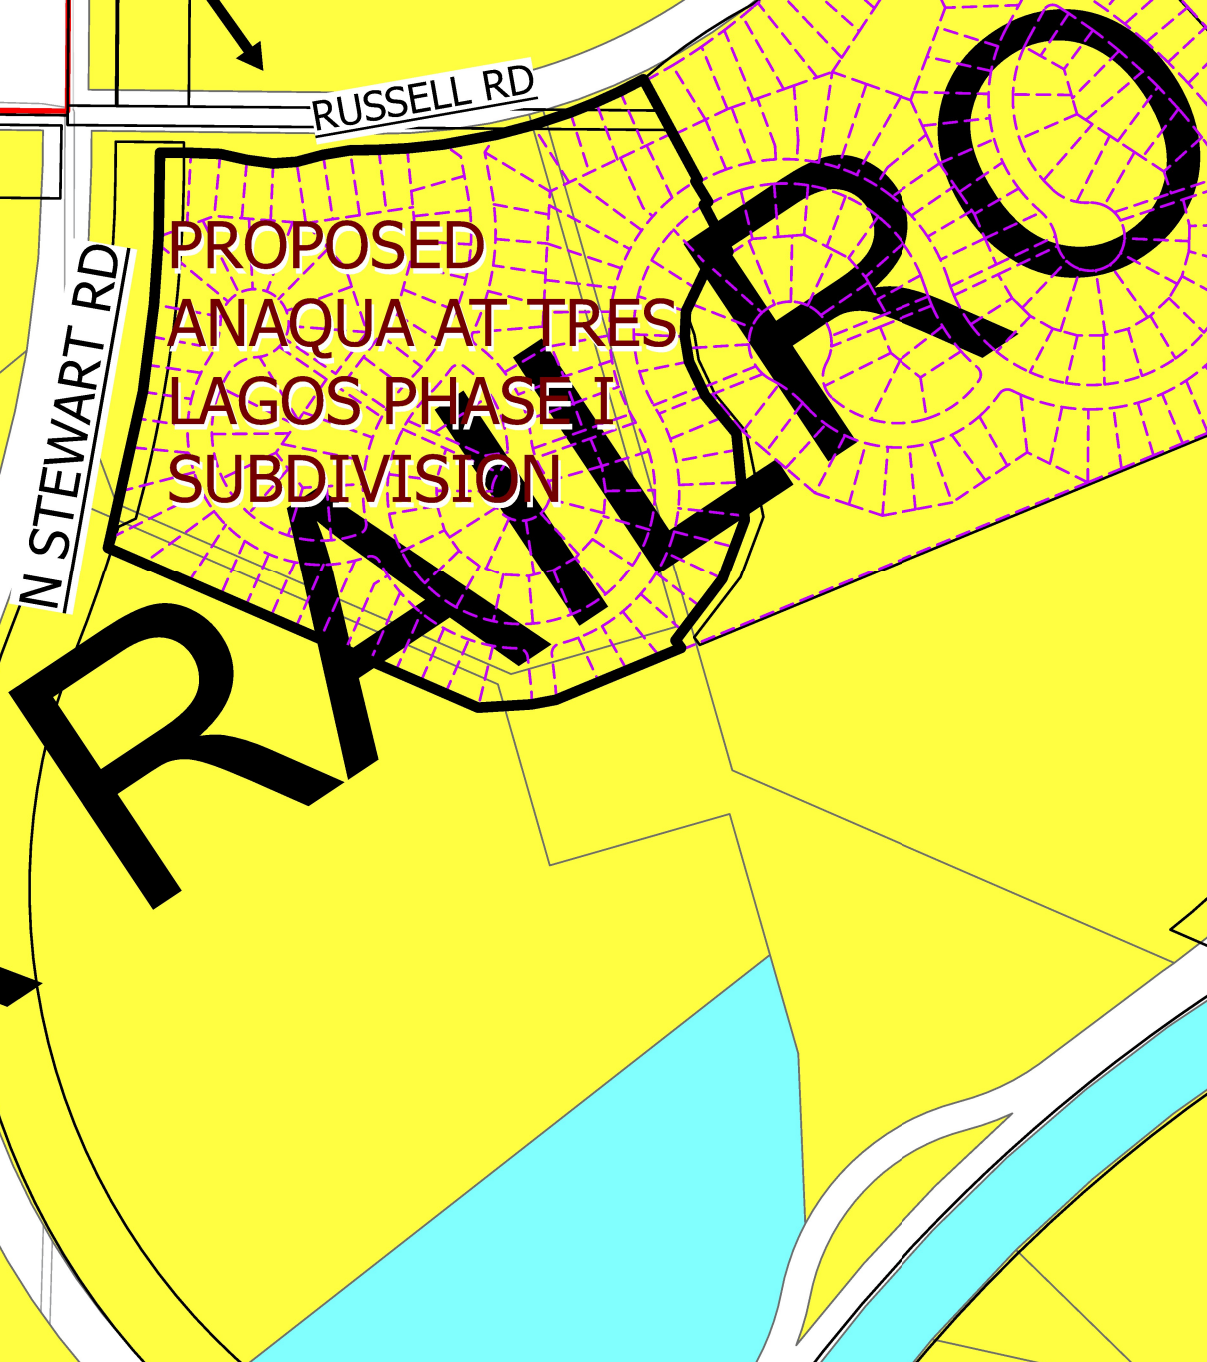 RUSSELL RD
N STEWART RD
PROPOSED
ANAQUA AT TRES
LAGOS PHASE I
SUBDIVISION
RAILRO